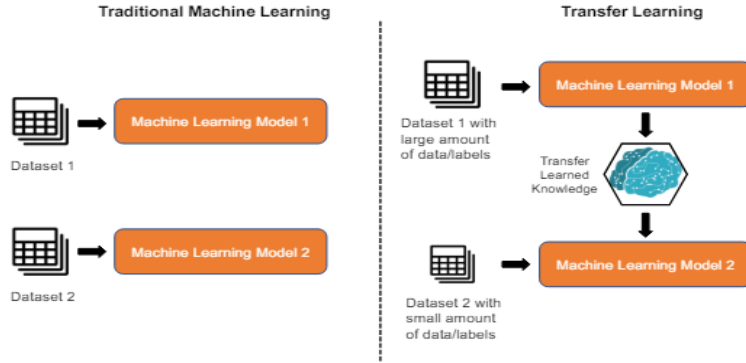 Traditional Machine Learning
Machine Learning Model 1
Dataset 1
Machine Learning Model 2
Dataset 2
Transfer Learning
Machine Learning Model 1
Dataset 1 with
large amount
of data/labels
Transfer
Learned
Knowledge
Machine Learning Model 2
Dataset 2 with
small amount
of data/labels